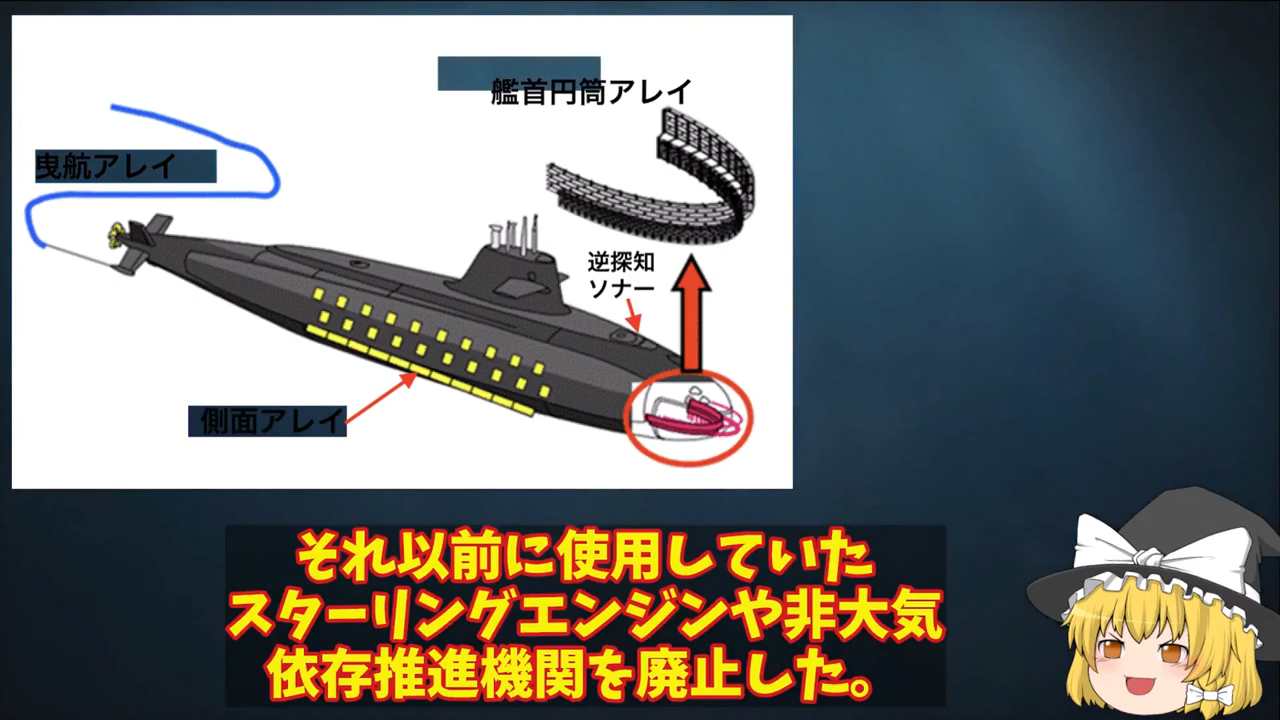 艦首円筒アレイ
曳航アレイ
逆探知
ソナー
側面アレイ
それ以前に使用していた
スターリングエンジンや非大気
依存推進機関を廃止した。